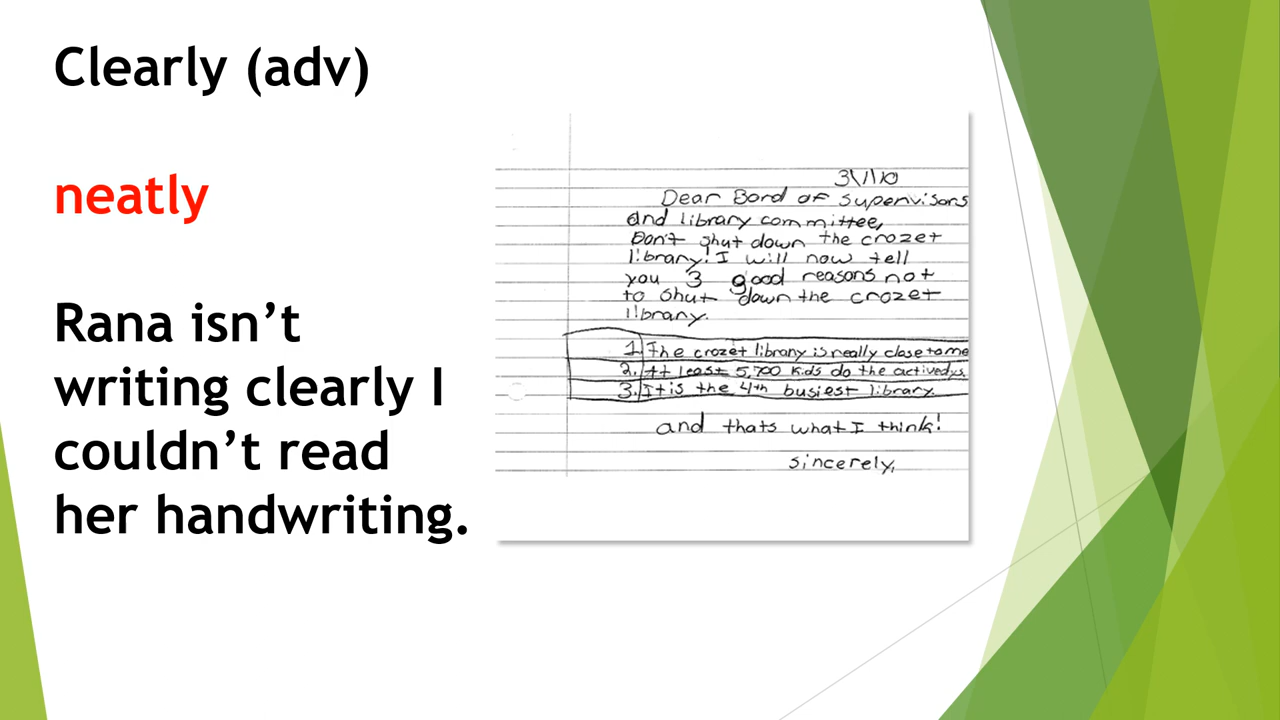 Clearly (adv)
neatly
Rana isn't
writing clearly I
couldn't read
her handwriting.
3\1\10
Dear Bord of supervisors
and library committee,
Don't shut down the crozet
library! I will now tell
you 3 good reasons not
to shut down the crozet
library.
1. The crozet library is really close to me
2. At least 5,700 kids do the activedys.
3. It is the 4th busiest library.
and thats what I think!
sincerely,